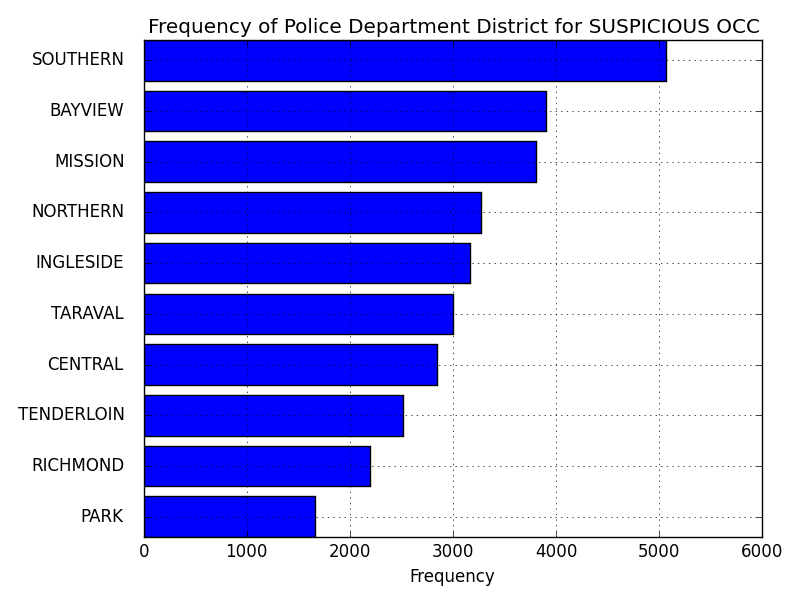 Frequency of Police Department District for SUSPICIOUS OCC
SOUTHERN
BAYVIEW
MISSION
NORTHERN
INGLESIDE
TARAVAL
CENTRAL
TENDERLOIN
RICHMOND
PARK
0 1000 2000 3000 4000 5000 6000
Frequency